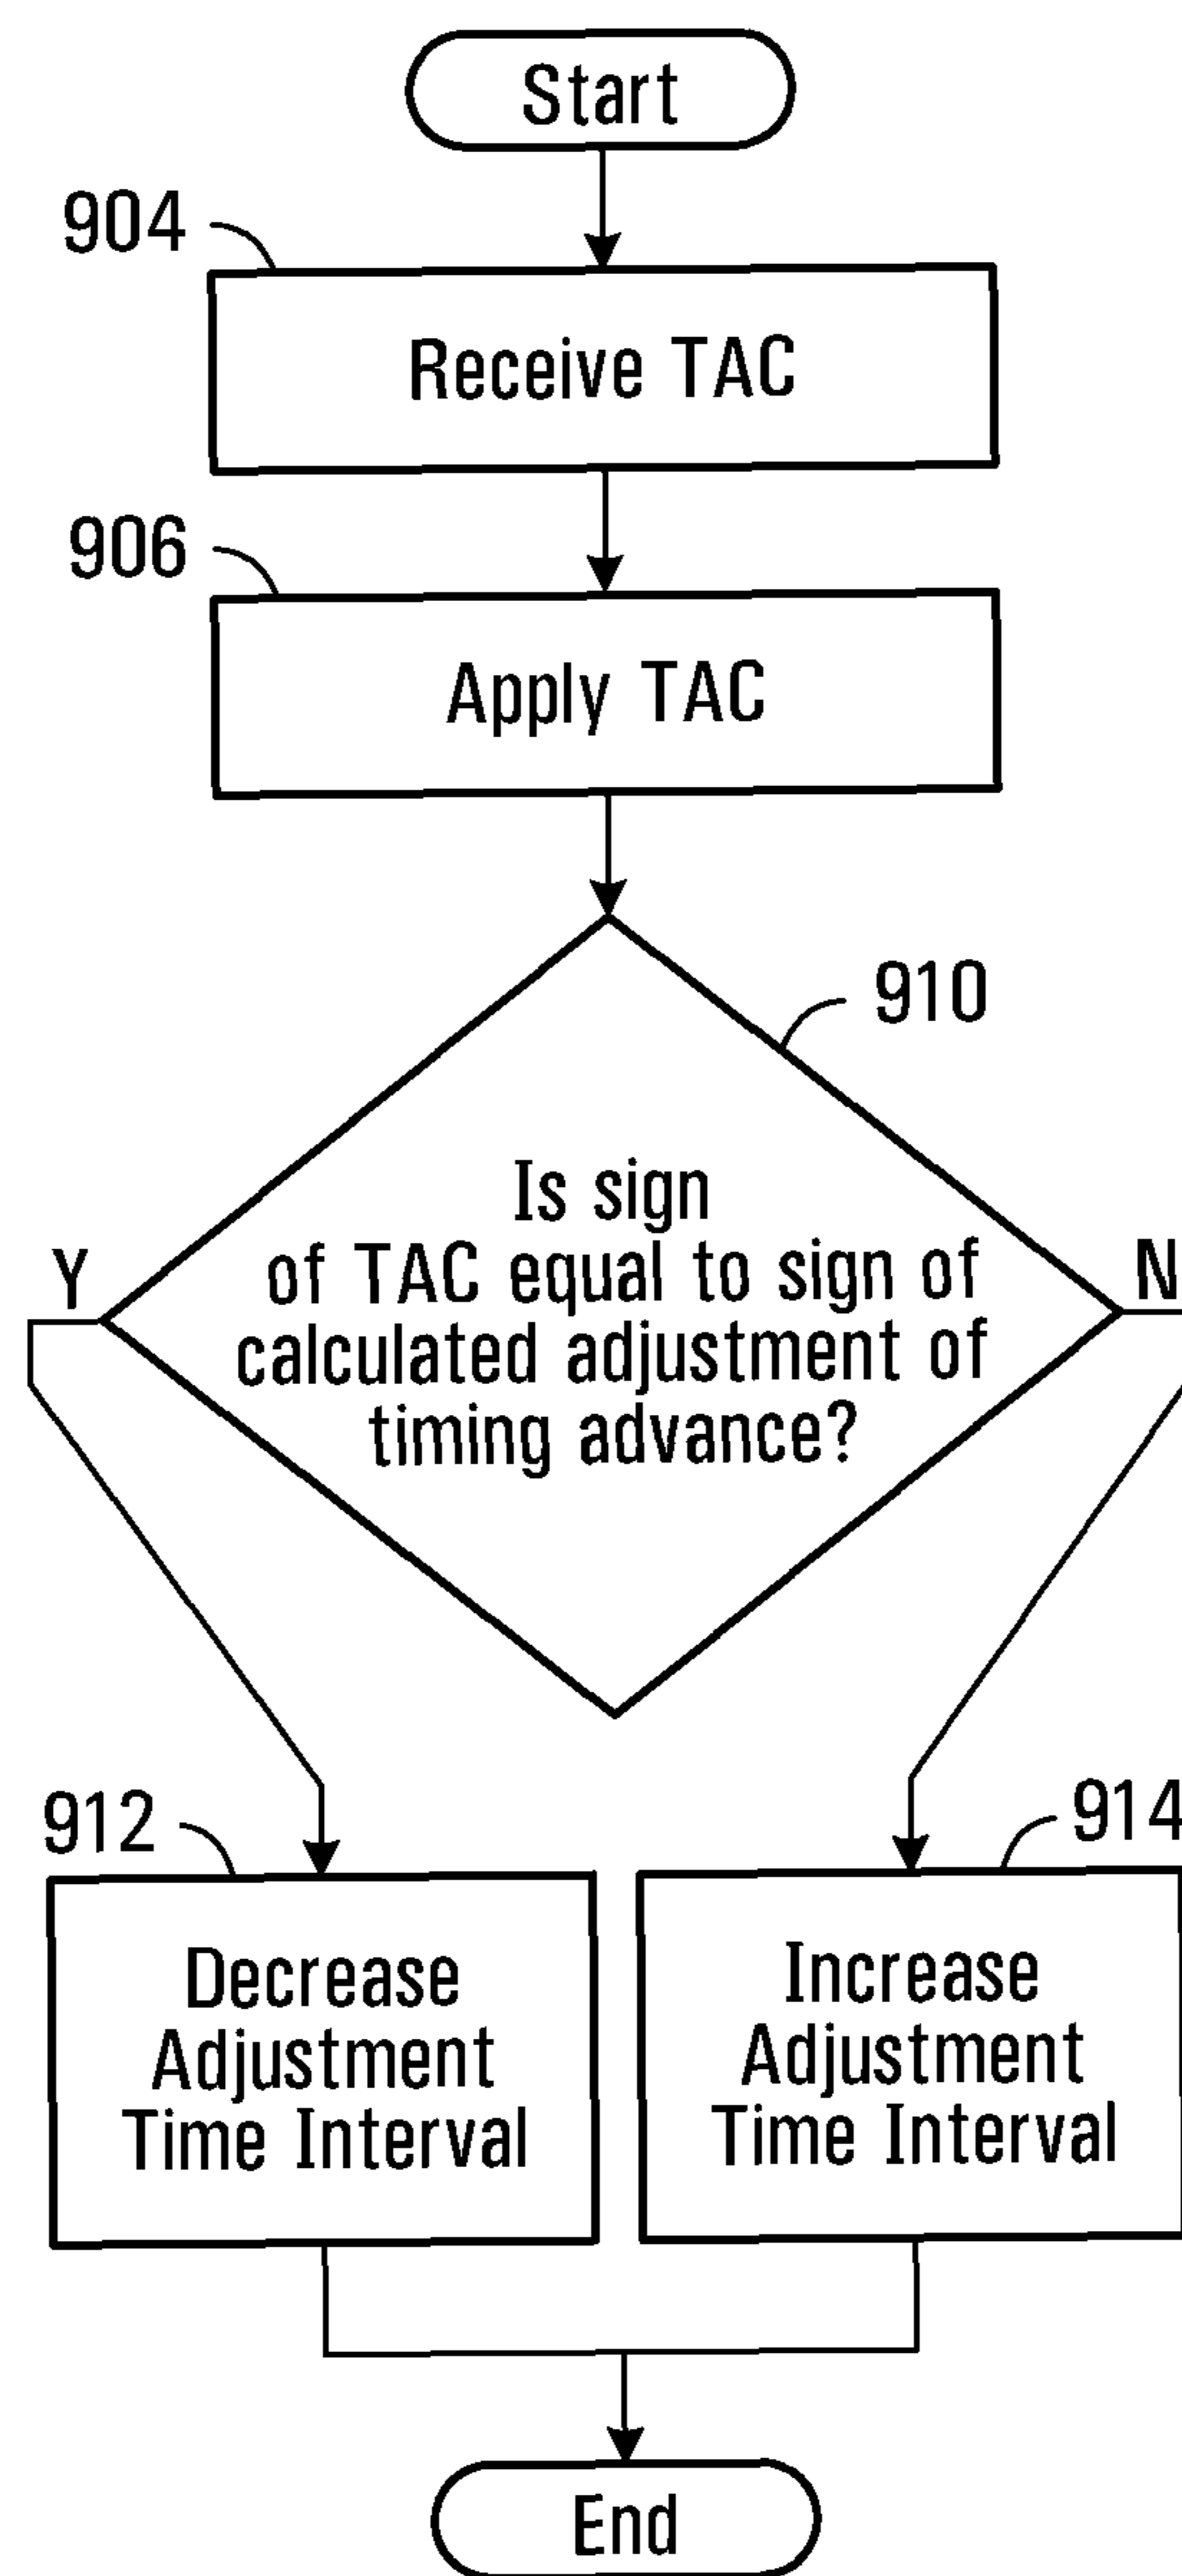 Start
904
Receive TAC
906
Apply TAC
910
Is sign
of TAC equal to sign of
calculated adjustment of
timing advance?
Y
N
912
914
Decrease
Adjustment
Time Interval
Increase
Adjustment
Time Interval
End